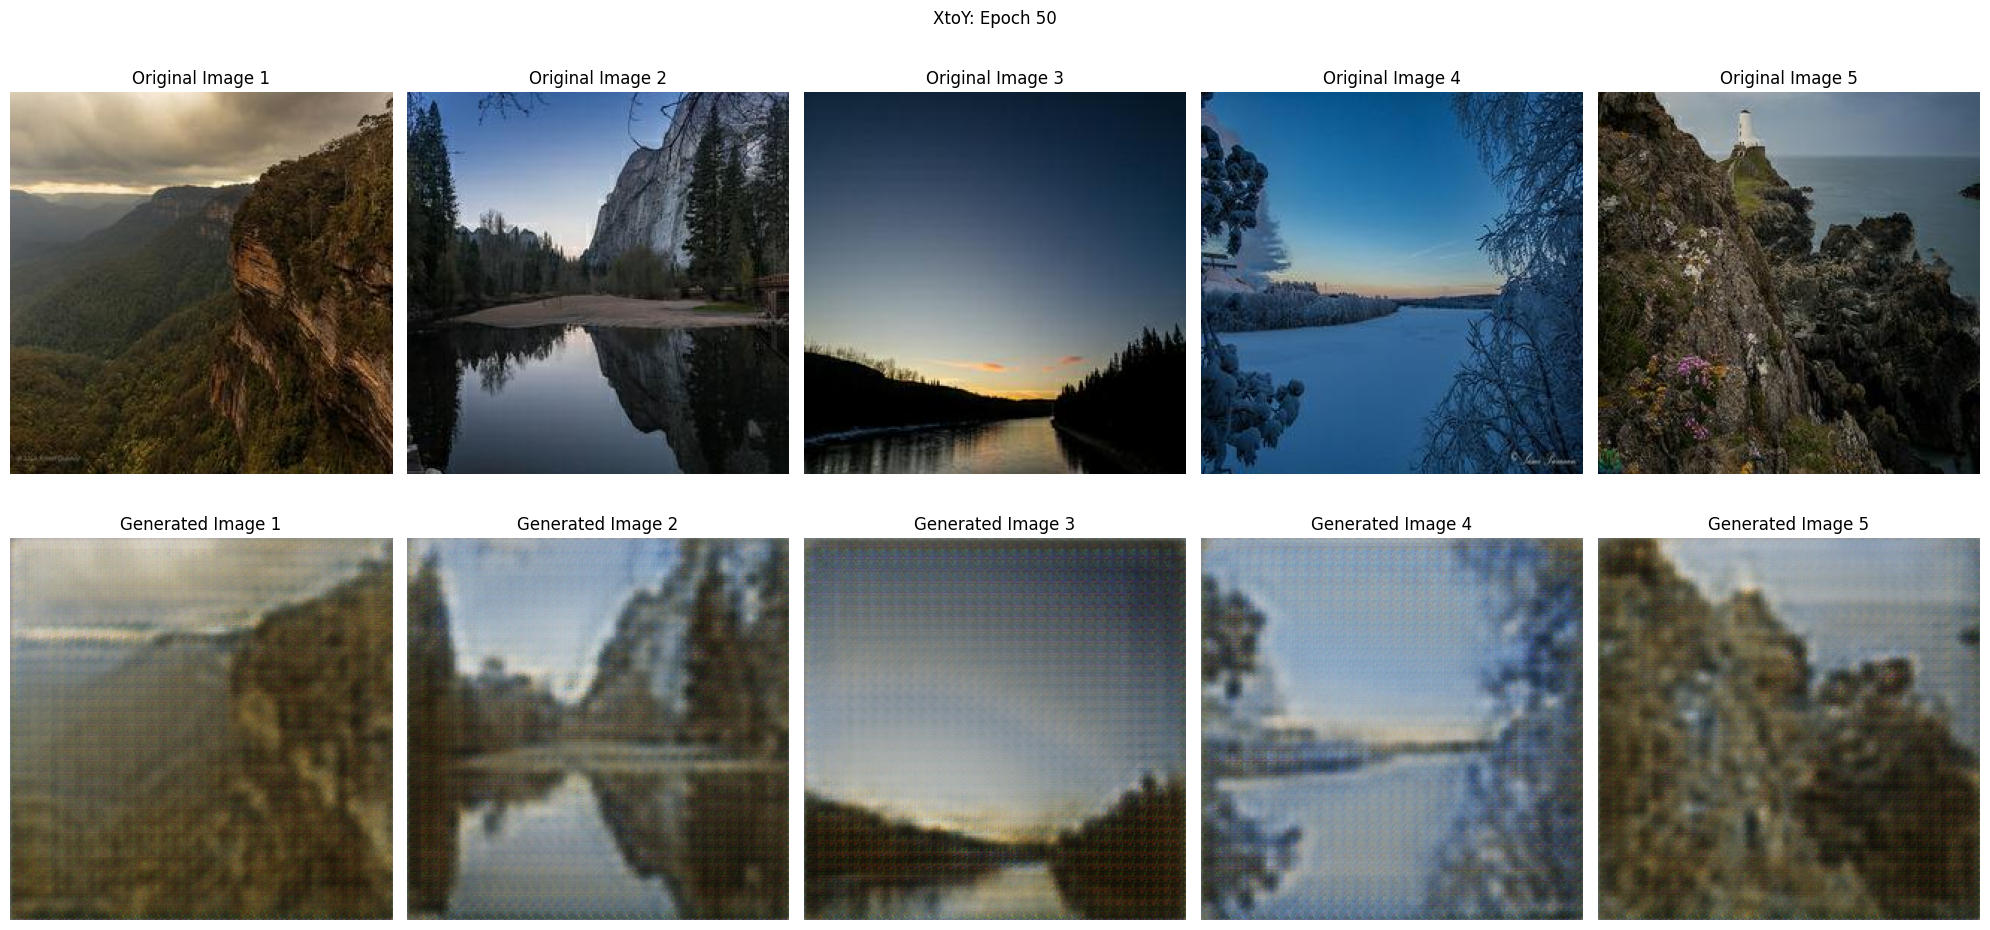 XtoY: Epoch 50
Original Image 1
Original Image 2
Original Image 3
Original Image 4
Original Image 5
Generated Image 1
Generated Image 2
Generated Image 3
Generated Image 4
Generated Image 5